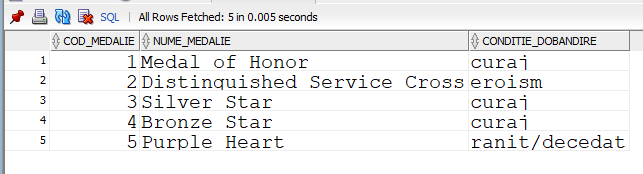 SQL | All Rows Fetched: 5 in 0.005 seconds
COD_MEDALIE NUME_MEDALIE CONDITIE_DOBANDIRE
1 1 Medal of Honor curaj
2 2 Distinguished Service Cross eroism
3 3 Silver Star curaj
4 4 Bronze Star curaj
5 5 Purple Heart ranit/decedat